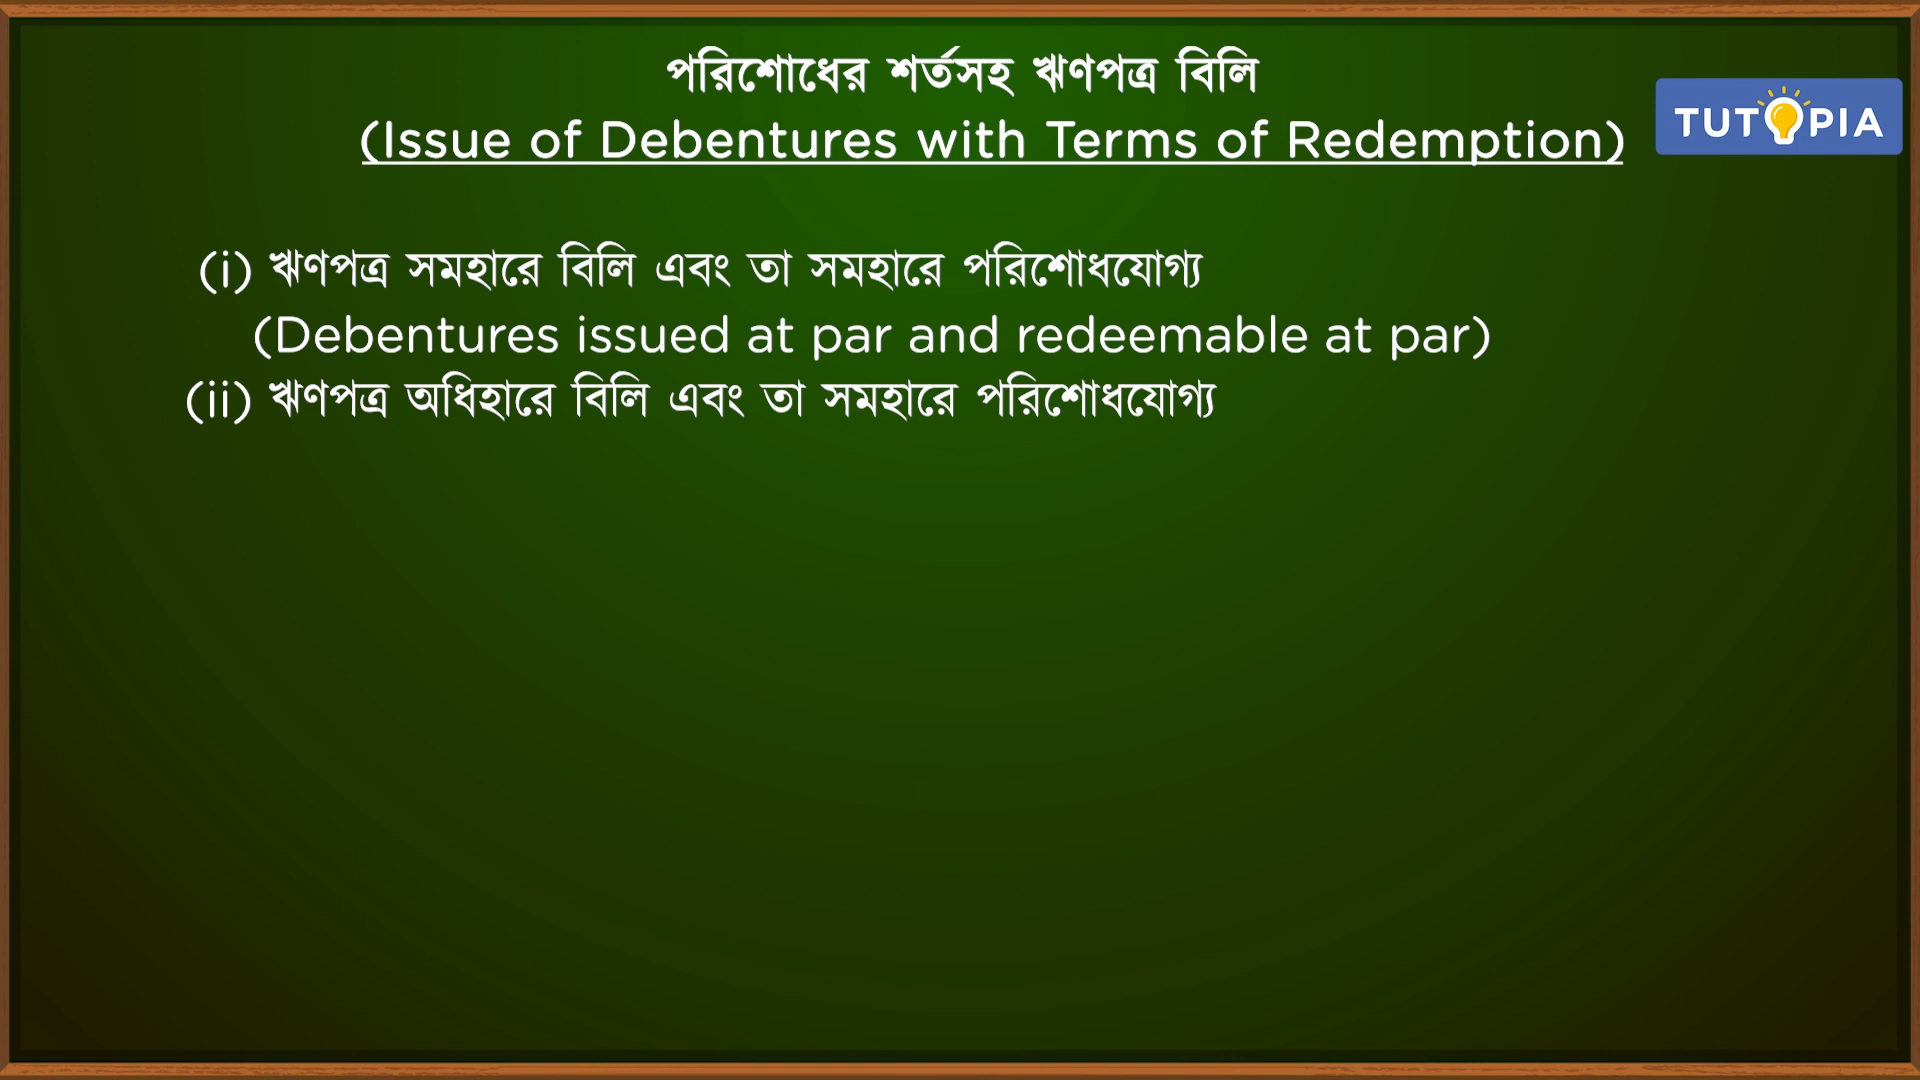 পরিশোধের শর্তসহ ঋণপত্র বিলি
(Issue of Debentures with Terms of Redemption)
TUTOPIA
(i) ঋণপত্র সমহারে বিলি এবং তা সমহারে পরিশোধযোগ্য
(Debentures issued at par and redeemable at par)
(ii) ঋণপত্র অধিহারে বিলি এবং তা সমহারে পরিশোধযোগ্য